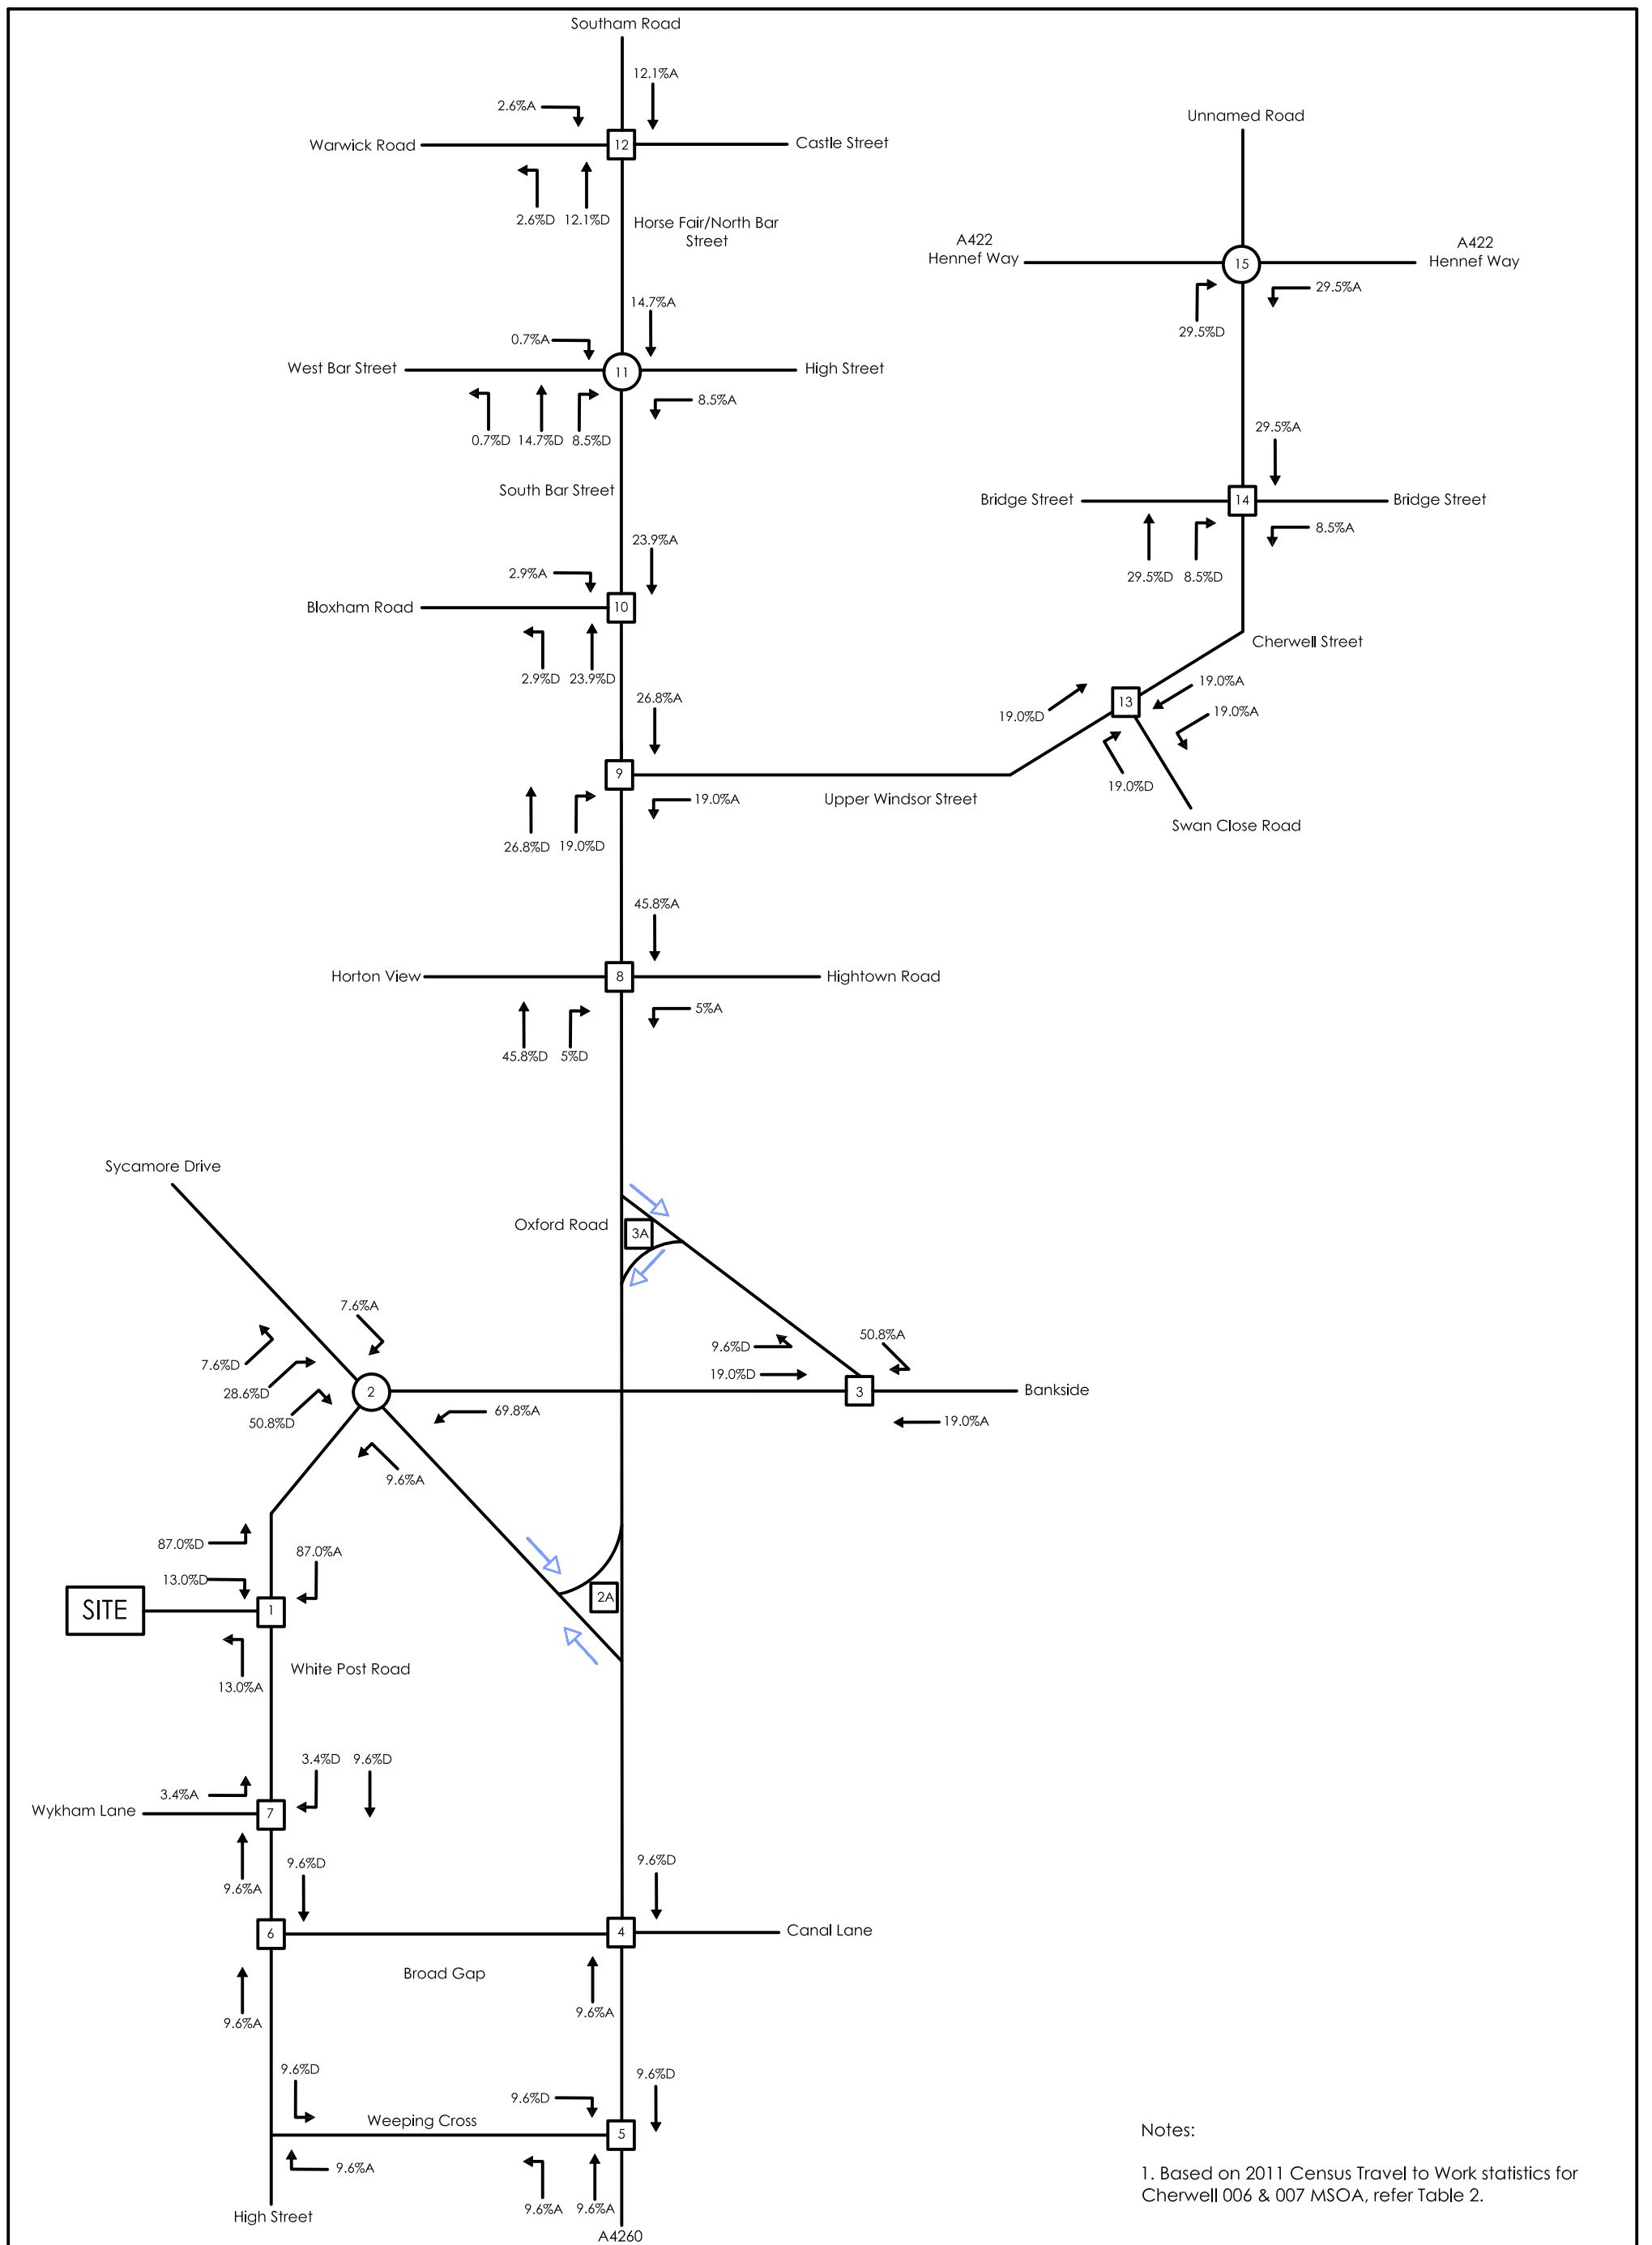 Southam Road
12.1%A
2.6%A
Warwick Road
12
Castle Street
2.6%D
12.1%D
Horse Fair/North Bar
Street
Unnamed Road
A422
Hennef Way
15
A422
Hennef Way
29.5%A
29.5%D
14.7%A
0.7%A
West Bar Street
11
High Street
8.5%A
0.7%D
14.7%D
8.5%D
South Bar Street
29.5%A
Bridge Street
14
Bridge Street
8.5%A
29.5%D
8.5%D
23.9%A
2.9%A
Bloxham Road
10
2.9%D
23.9%D
Cherwell Street
19.0%A
13
19.0%A
19.0%D
19.0%D
Swan Close Road
26.8%A
9
19.0%A
Upper Windsor Street
26.8%D
19.0%D
45.8%A
Horton View
8
Hightown Road
5%A
45.8%D
5%D
Sycamore Drive
Oxford Road
3A
7.6%A
7.6%D
28.6%D
50.8%D
2
69.8%A
9.6%A
9.6%D
50.8%A
19.0%D
3
Bankside
19.0%A
87.0%D
87.0%A
13.0%D
SITE
1
2A
White Post Road
13.0%A
3.4%D
9.6%D
3.4%A
Wykham Lane
7
9.6%A
9.6%D
9.6%D
6
4
Canal Lane
Broad Gap
9.6%A
9.6%A
9.6%D
9.6%D
9.6%D
Weeping Cross
5
9.6%A
9.6%A
9.6%A
High Street
A4260
Notes:
1. Based on 2011 Census Travel to Work statistics for
Cherwell 006 & 007 MSOA, refer Table 2.